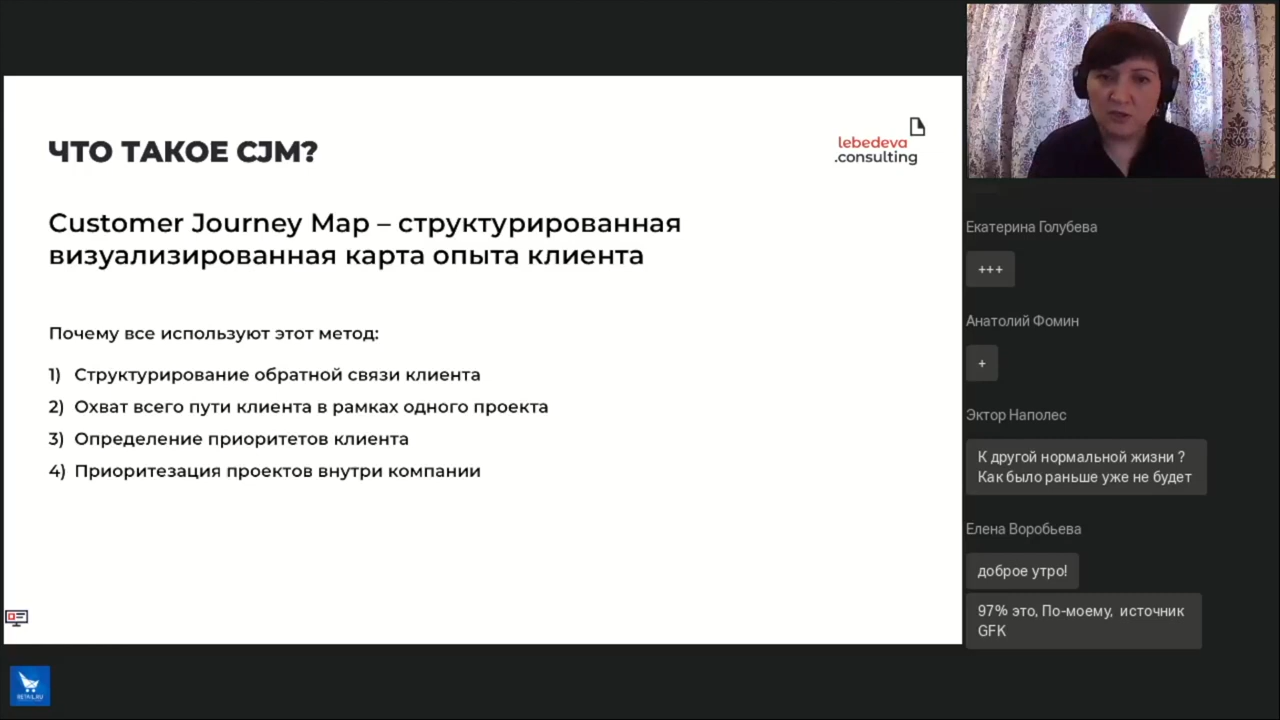 ЧТО ТАКОЕ CJM?
lebedeva
.consulting
Customer Journey Map – структурированная
визуализированная карта опыта клиента
Почему все используют этот метод:
1) Структурирование обратной связи клиента
2) Охват всего пути клиента в рамках одного проекта
3) Определение приоритетов клиента
4) Приоритезация проектов внутри компании
RETAIL.RU
Екатерина Голубева
+++
Анатолий Фомин
+
Эктор Наполес
К другой нормальной жизни ?
Как было раньше уже не будет
Елена Воробьева
доброе утро!
97% это, По-моему, источник
GFK